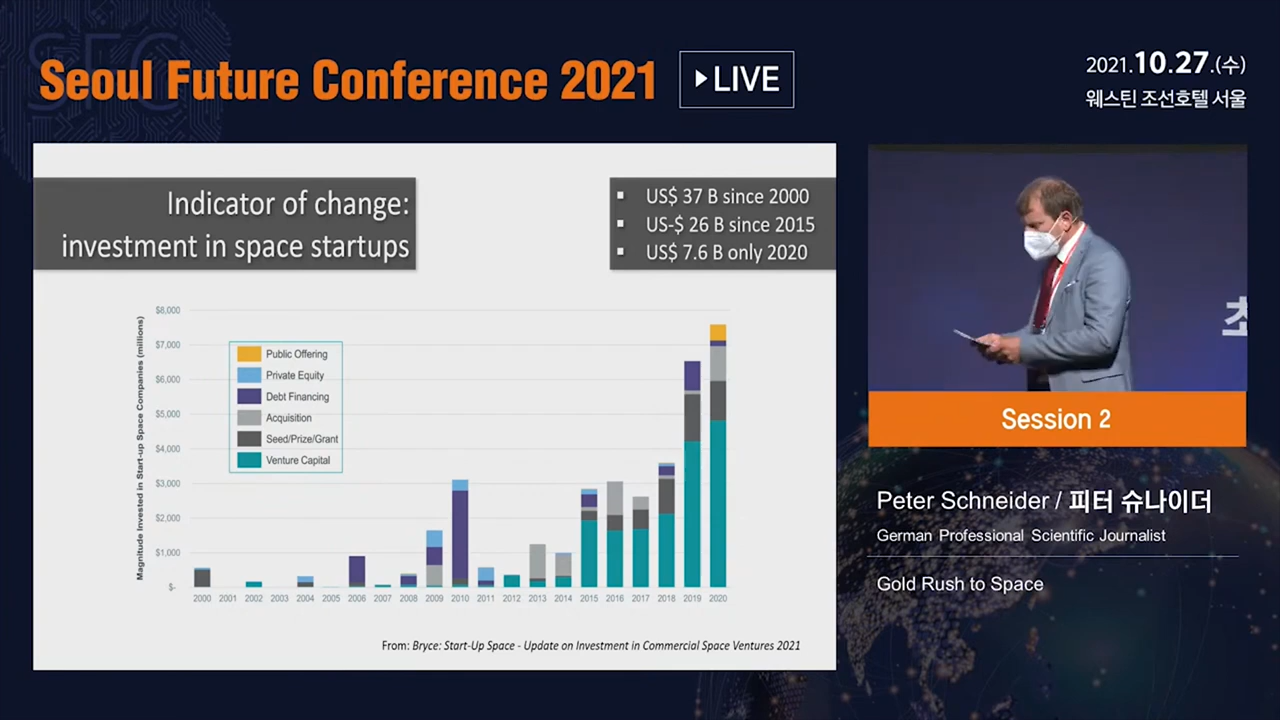 Seoul Future Conference 2021
LIVE
2021.10.27.(수)
웨스틴 조선호텔 서울
Indicator of change:
investment in space startups
▪ US$ 37 B since 2000
▪ US-$ 26 B since 2015
▪ US$ 7.6 B only 2020
Magnitude Invested in Start-up Space Companies (millions)
$8,000
$7,000
$6,000
$5,000
$4,000
$3,000
$2,000
$1,000
$-
Public Offering
Private Equity
Debt Financing
Acquisition
Seed/Prize/Grant
Venture Capital
2000 2001 2002 2003 2004 2005 2006 2007 2008 2009 2010 2011 2012 2013 2014 2015 2016 2017 2018 2019 2020
From: Bryce: Start-Up Space - Update on Investment in Commercial Space Ventures 2021
Session 2
Peter Schneider / 피터 슈나이더
German Professional Scientific Journalist
Gold Rush to Space
SFC